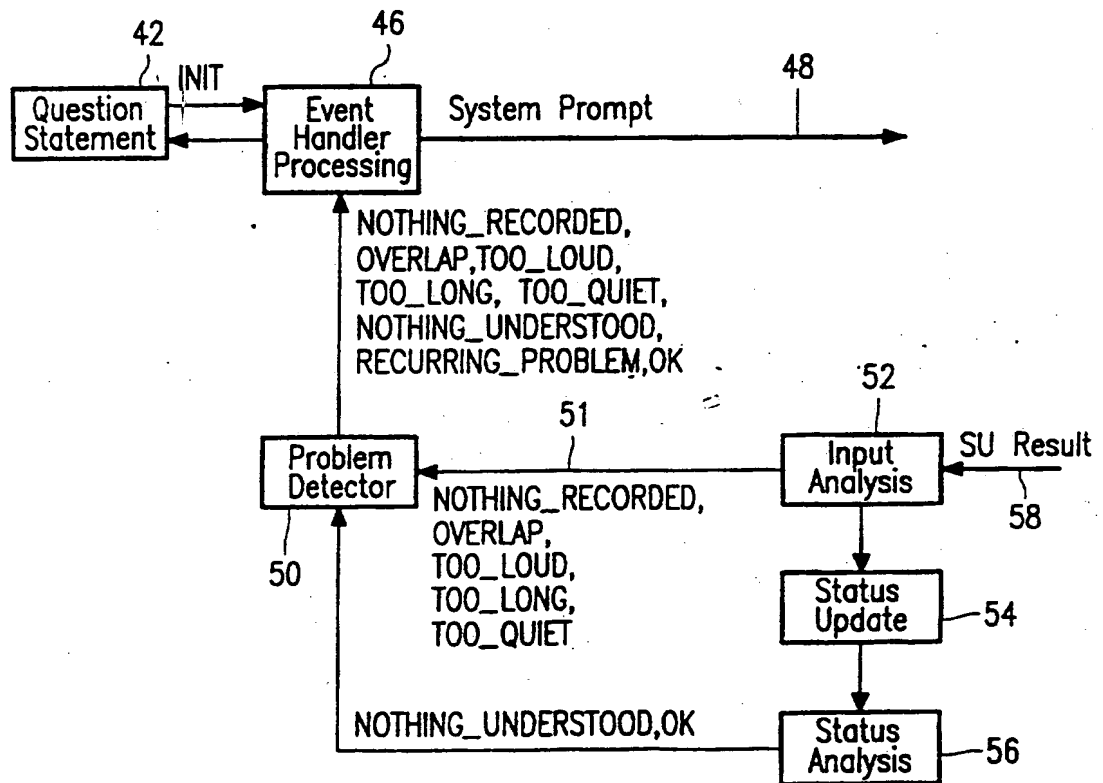 42
INIT
46
48
Question
Statement
Event
Handler
Processing
System Prompt
NOTHING_RECORDED,
OVERLAP,TOO_LOUD,
TOO_LONG, TOO_QUIET,
NOTHING_UNDERSTOOD,
RECURRING_PROBLEM,OK
51
52
Problem
Detector
Input
Analysis
SU Result
58
50
NOTHING_RECORDED,
OVERLAP,
TOO_LOUD,
TOO_LONG,
TOO_QUIET
Status
Update
54
NOTHING_UNDERSTOOD,OK
Status
Analysis
56